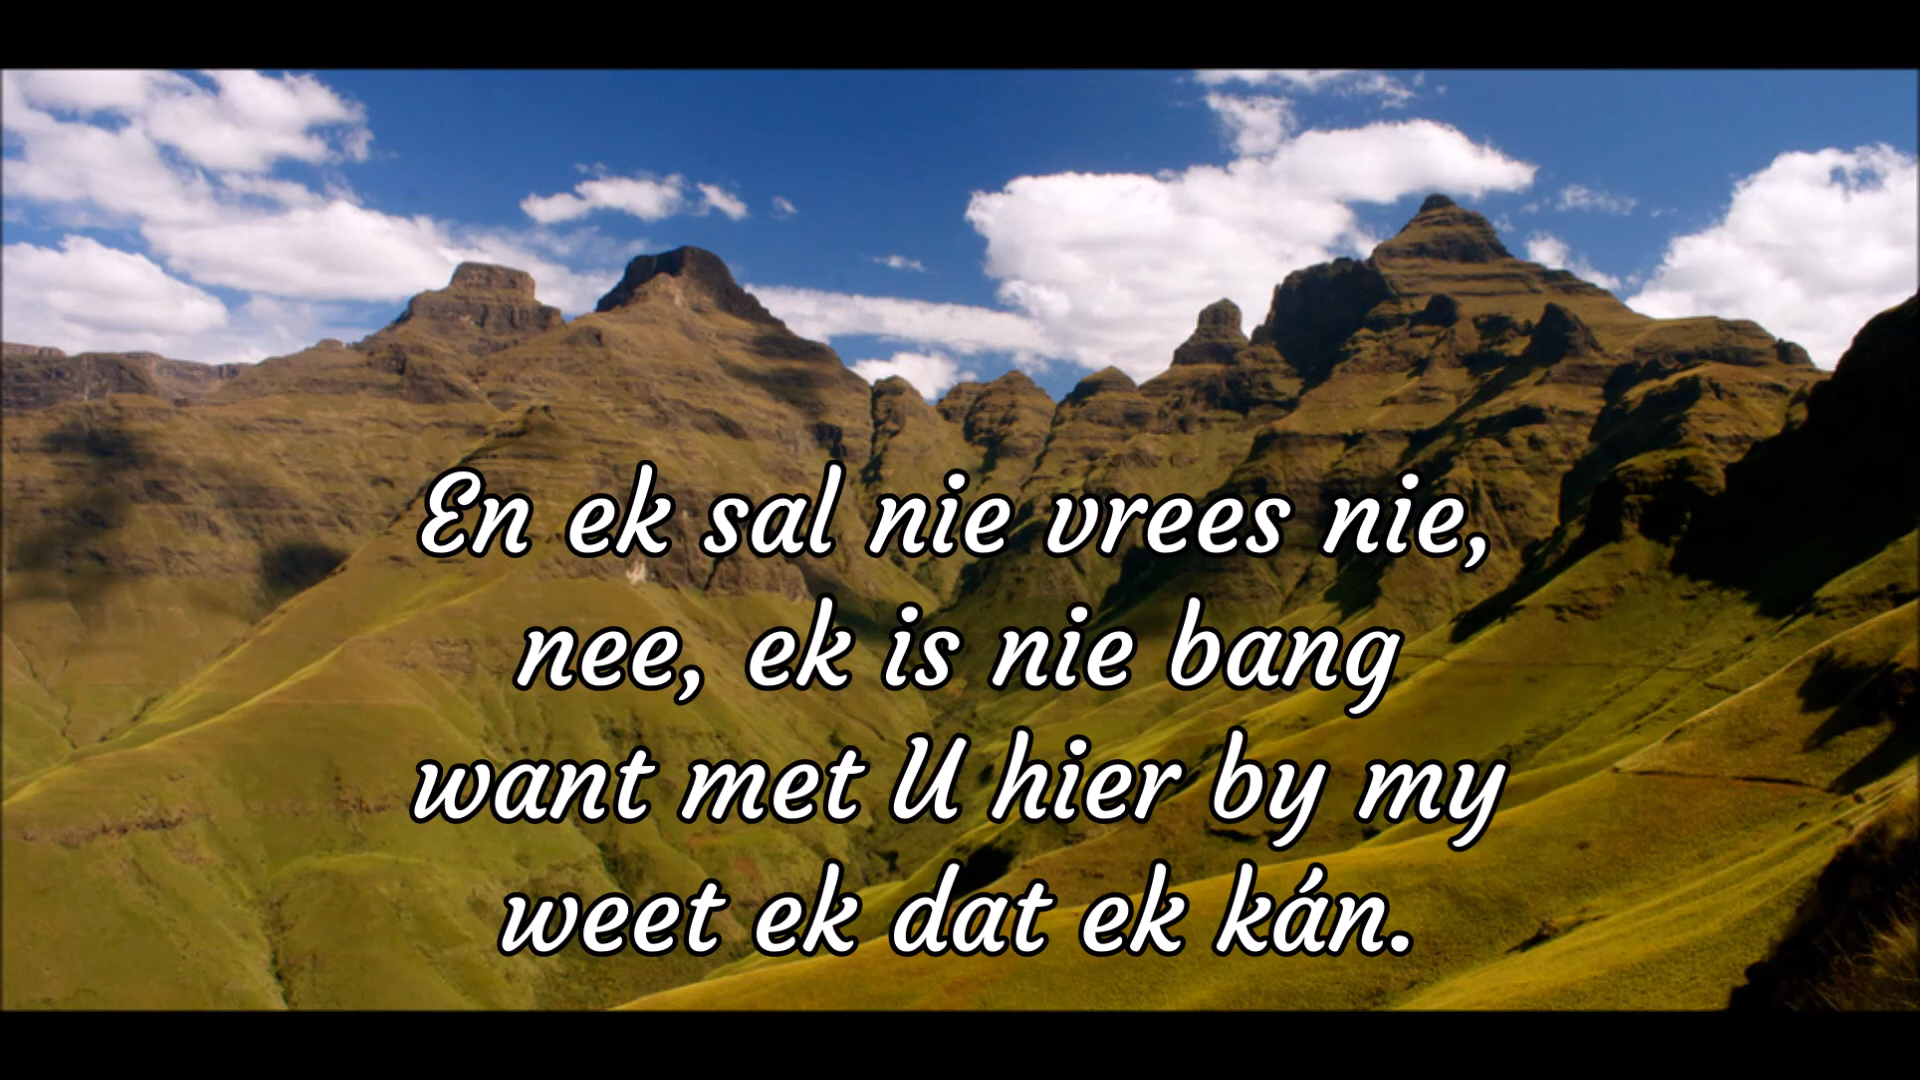 En ek sal nie vrees nie,
nee, ek is nie bang
want met U hier by my
weet ek dat ek kán.